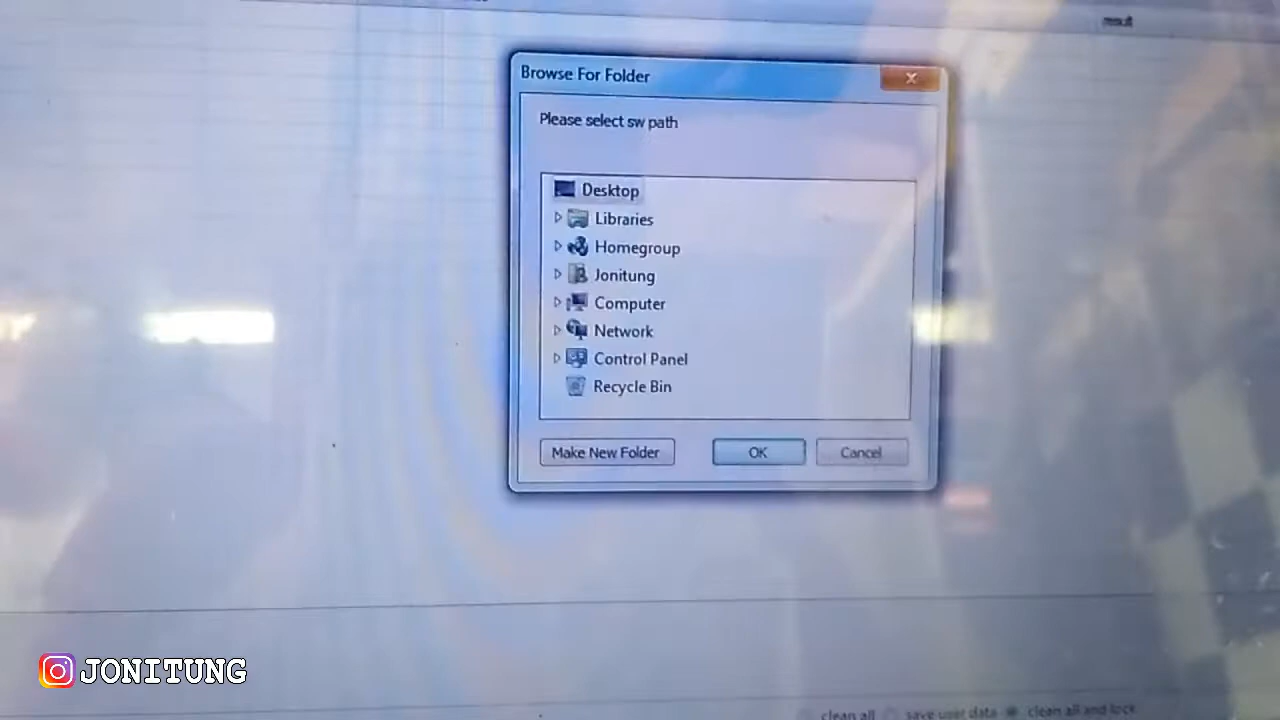 result
Browse For Folder
Please select sw path
Desktop
Libraries
Homegroup
Jonitung
Computer
Network
Control Panel
Recycle Bin
Make New Folder
OK
Cancel
JONITUNG
clean all
save user data
clean all and lock